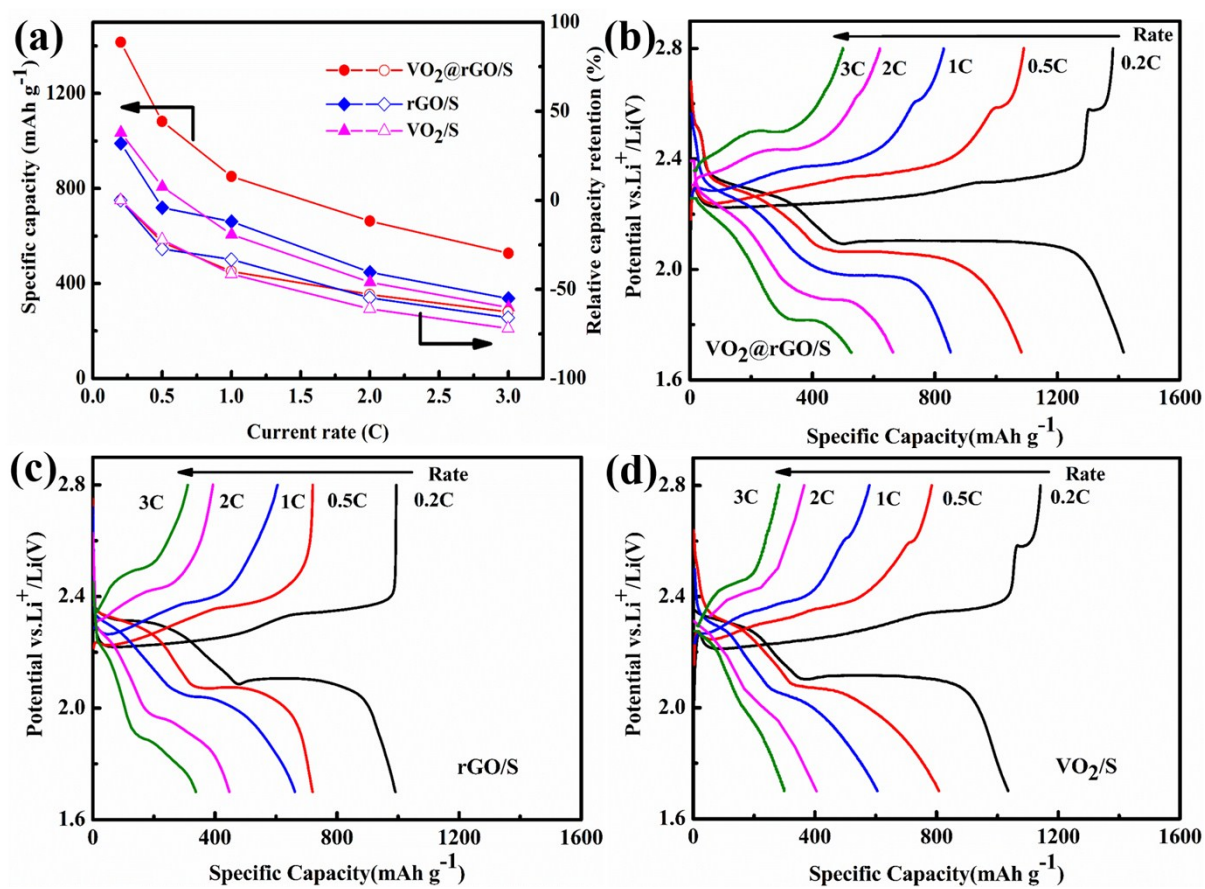 (a)
Specific capacity (mAh g⁻¹)
1400
1200
1000
800
600
400
200
0
0.0 0.5 1.0 1.5 2.0 2.5 3.0
Current rate (C)
100
50
0
-50
-100
Relative capacity retention (%)
VO₂@rGO/S
rGO/S
VO₂/S
(b)
Rate
3C 2C 1C 0.5C 0.2C
Potential vs.Li⁺/Li(V)
2.8
2.4
2.0
1.6
VO₂@rGO/S
0 400 800 1200 1600
Specific Capacity(mAh g⁻¹)
(c)
Rate
3C 2C 1C 0.5C 0.2C
Potential vs.Li⁺/Li(V)
2.8
2.4
2.0
1.6
rGO/S
0 400 800 1200 1600
Specific Capacity(mAh g⁻¹)
(d)
Rate
3C 2C 1C 0.5C 0.2C
Potential vs.Li⁺/Li(V)
2.8
2.4
2.0
1.6
VO₂/S
0 400 800 1200 1600
Specific Capacity(mAh g⁻¹)